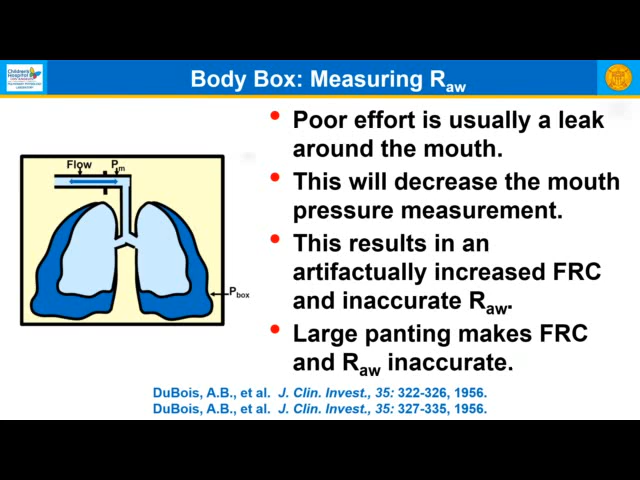 Children's
Hospital
Body Box: Measuring Raw
• Poor effort is usually a leak
around the mouth.
• This will decrease the mouth
pressure measurement.
• This results in an
artifactually increased FRC
and inaccurate Raw.
• Large panting makes FRC
and Raw inaccurate.
Flow
Pm
Pbox
DuBois, A.B., et al. J. Clin. Invest., 35: 322-326, 1956.
DuBois, A.B., et al. J. Clin. Invest., 35: 327-335, 1956.